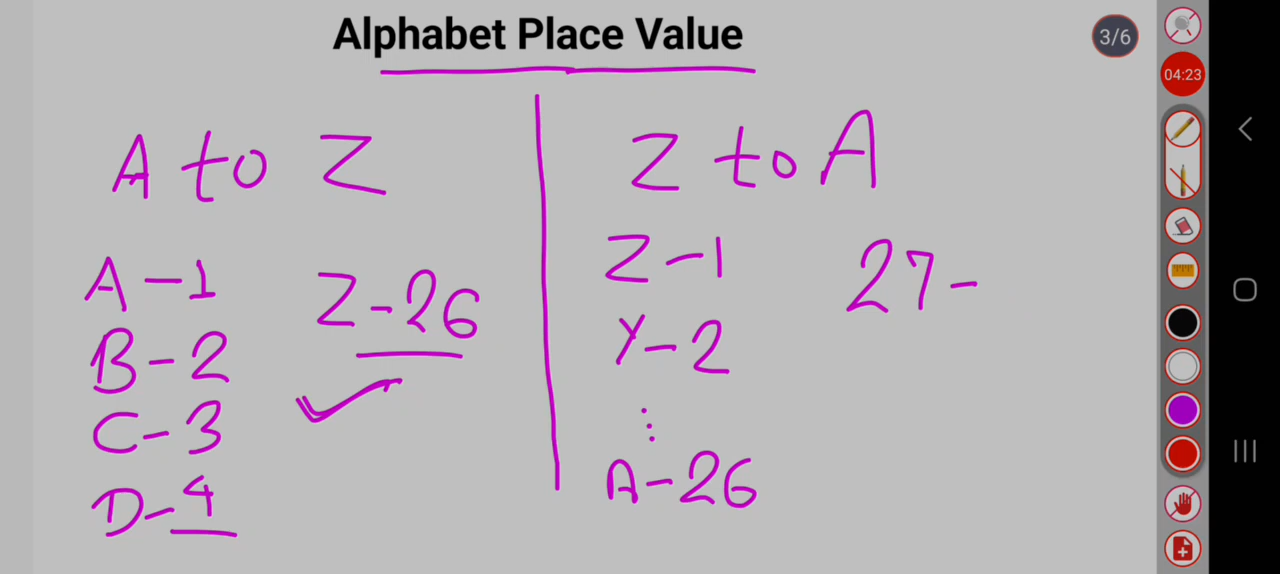 Alphabet Place Value
3/6
04:23
A to Z
A-1
B-2
C-3
D-4
Z-26
Z to A
Z-1
Y-2
⋮
A-26
27-